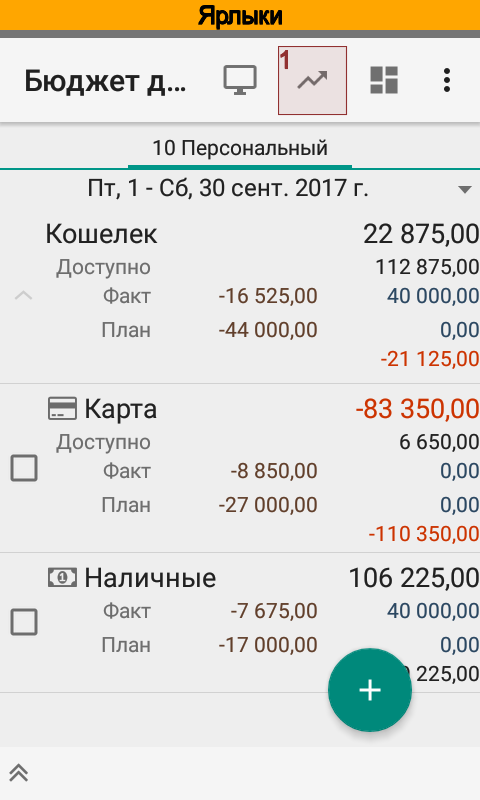 Ярлыки
Бюджет д...
1
10 Персональный
Пт, 1 - Сб, 30 сент. 2017 г.
Кошелек 22 875,00
Доступно 112 875,00
Факт -16 525,00 40 000,00
План -44 000,00 0,00
-21 125,00
Карта -83 350,00
Доступно 6 650,00
Факт -8 850,00 0,00
План -27 000,00 0,00
-110 350,00
Наличные 106 225,00
Факт -7 675,00 40 000,00
План -17 000,00 0,00
225,00